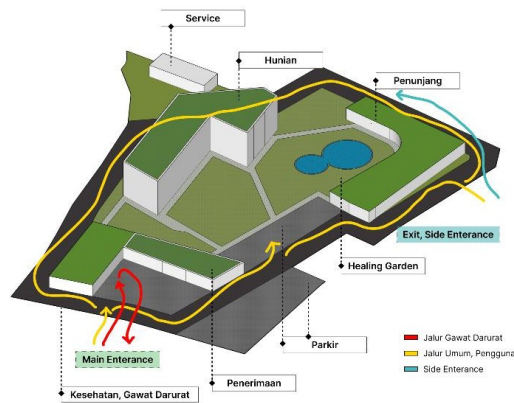 Service
Hunian
Penunjang
Exit, Side Enterance
Healing Garden
Parkir
Main Enterance
Penerimaan
Kesehatan, Gawat Darurat
Jalur Gawat Darurat
Jalur Umum, Pengguna
Side Enterance